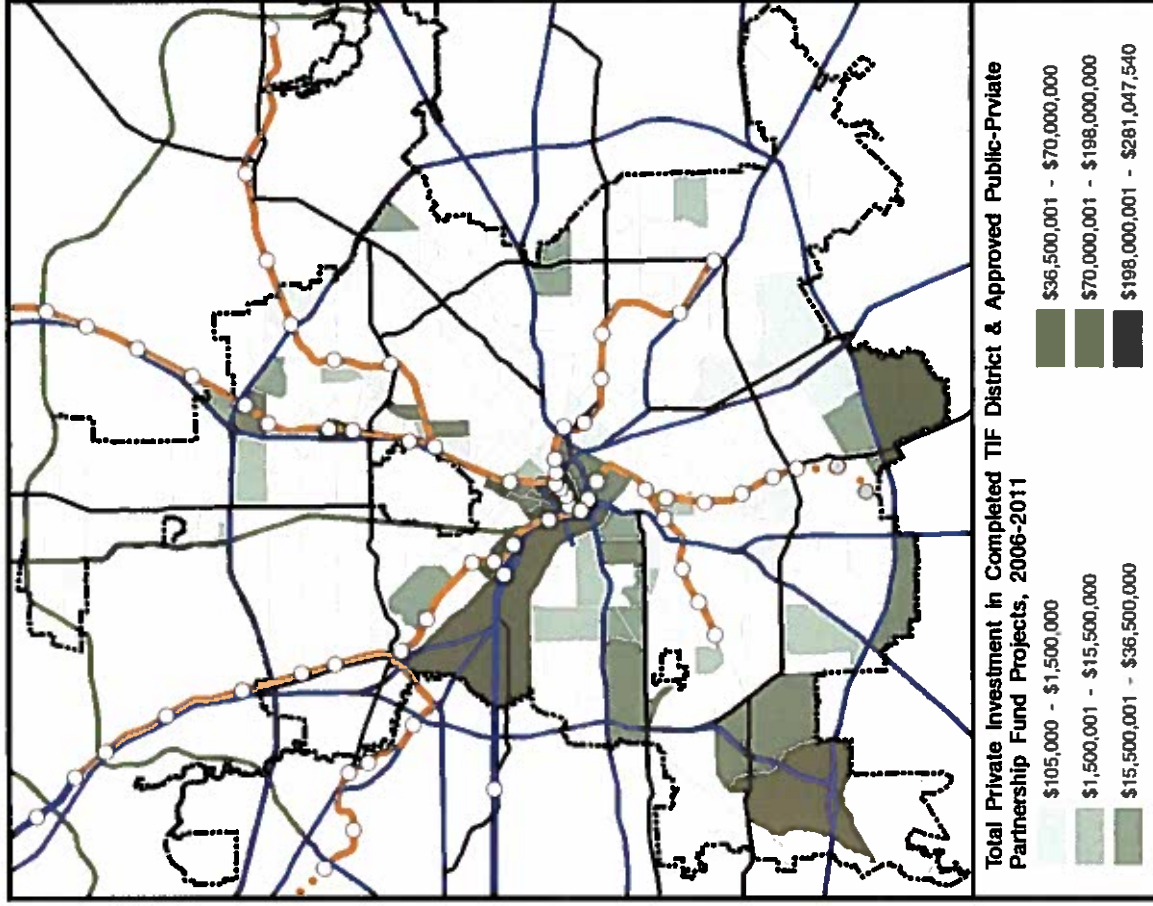 Total Private Investment in Completed TIF District & Approved Public-Prviate
Partnership Fund Projects, 2006-2011
$105,000 - $1,500,000
$1,500,001 - $15,500,000
$15,500,001 - $36,500,000
$36,500,001 - $70,000,000
$70,000,001 - $198,000,000
$198,000,001 - $281,047,540